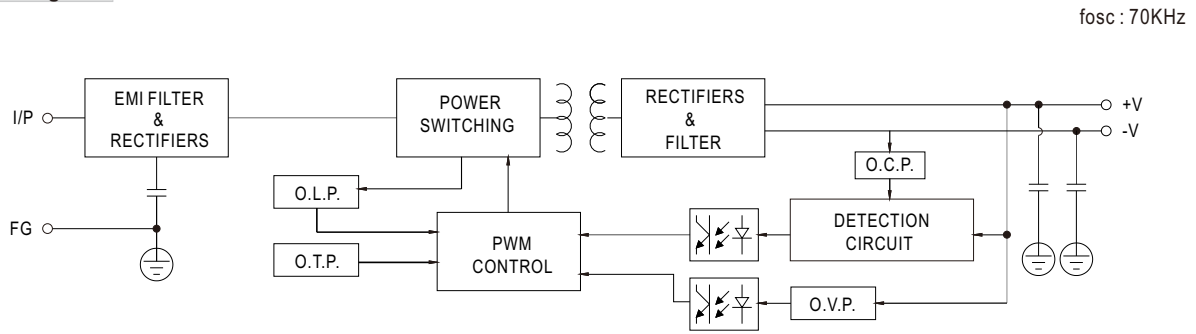 fosc : 70KHz
I/P
EMI FILTER
&
RECTIFIERS
POWER
SWITCHING
RECTIFIERS
&
FILTER
+V
-V
O.C.P.
O.L.P.
FG
PWM
CONTROL
DETECTION
CIRCUIT
O.T.P.
O.V.P.